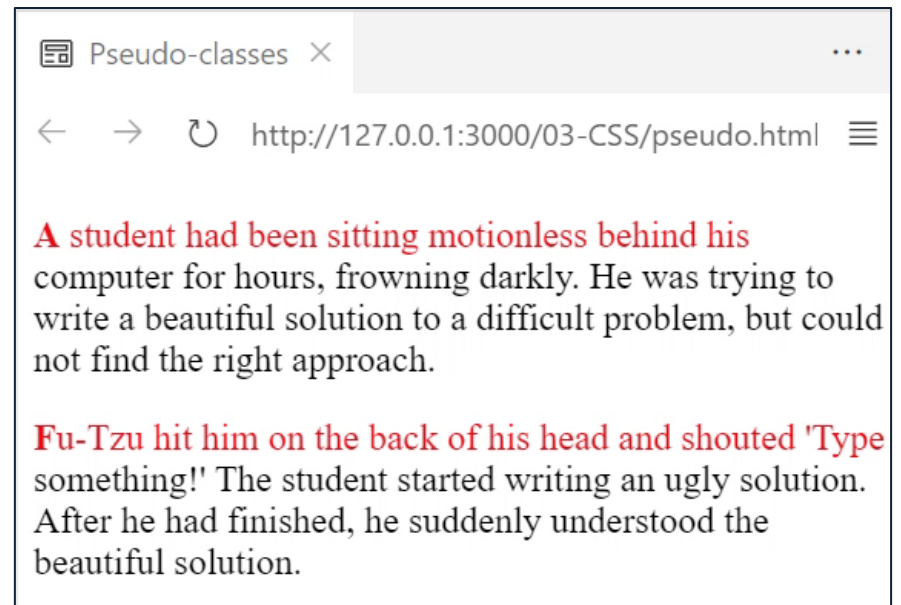 Pseudo-classes
http://127.0.0.1:3000/03-CSS/pseudo.html
A student had been sitting motionless behind his
computer for hours, frowning darkly. He was trying to
write a beautiful solution to a difficult problem, but could
not find the right approach.
Fu-Tzu hit him on the back of his head and shouted 'Type
something!' The student started writing an ugly solution.
After he had finished, he suddenly understood the
beautiful solution.